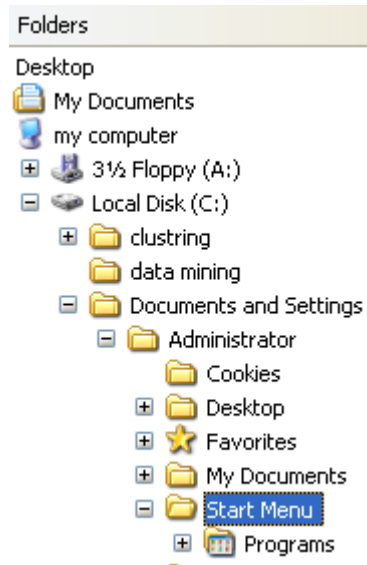 Folders
Desktop
My Documents
my computer
3½ Floppy (A:)
Local Disk (C:)
clustring
data mining
Documents and Settings
Administrator
Cookies
Desktop
Favorites
My Documents
Start Menu
Programs